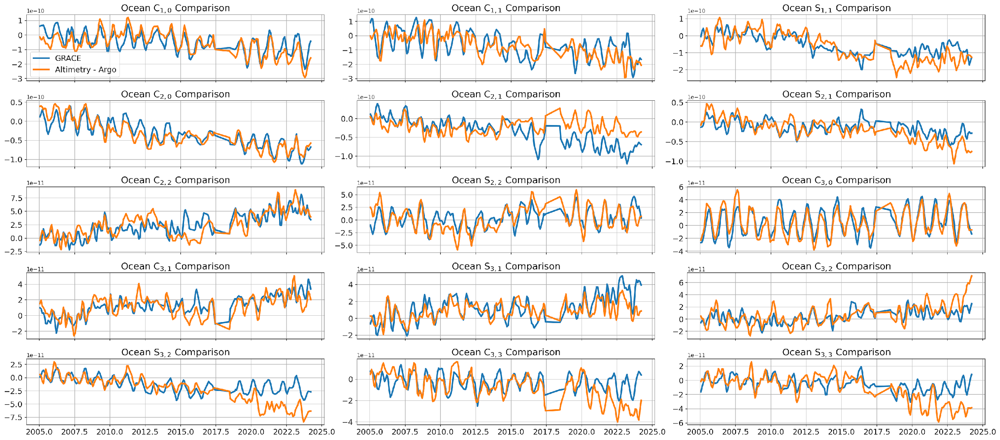 Ocean C1,0 Comparison
1e−10
1
0
−1
−2
−3
GRACE
Altimetry - Argo
Ocean C1,1 Comparison
1e−10
1
0
−1
−2
−3
Ocean S1,1 Comparison
1e−10
1
0
−1
−2
Ocean C2,0 Comparison
1e−10
0.5
0.0
−0.5
−1.0
Ocean C2,1 Comparison
1e−10
0.0
−0.5
−1.0
Ocean S2,1 Comparison
1e−10
0.5
0.0
−0.5
−1.0
Ocean C2,2 Comparison
1e−11
7.5
5.0
2.5
0.0
−2.5
Ocean S2,2 Comparison
1e−11
5.0
2.5
0.0
−2.5
−5.0
Ocean C3,0 Comparison
1e−11
6
4
2
0
−2
−4
Ocean C3,1 Comparison
1e−11
4
2
0
−2
Ocean S3,1 Comparison
1e−11
4
2
0
−2
Ocean C3,2 Comparison
1e−11
6
4
2
0
−2
Ocean S3,2 Comparison
1e−11
2.5
0.0
−2.5
−5.0
−7.5
2005.0 2007.5 2010.0 2012.5 2015.0 2017.5 2020.0 2022.5 2025.0
Ocean C3,3 Comparison
1e−11
0
−2
−4
2005.0 2007.5 2010.0 2012.5 2015.0 2017.5 2020.0 2022.5 2025.0
Ocean S3,3 Comparison
1e−11
2
0
−2
−4
−6
2005.0 2007.5 2010.0 2012.5 2015.0 2017.5 2020.0 2022.5 2025.0